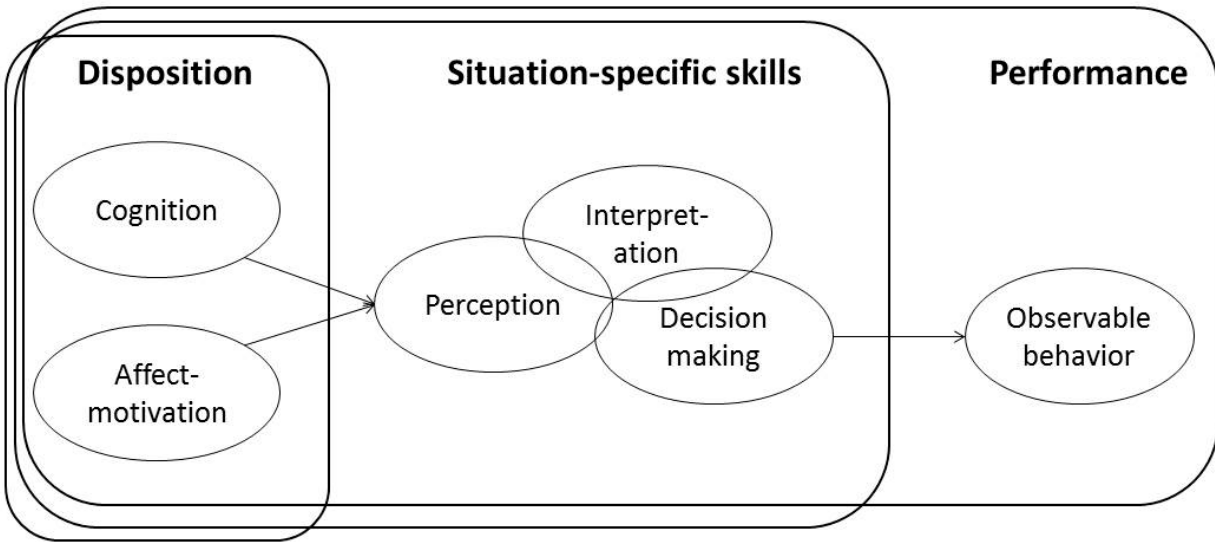 Disposition
Situation-specific skills
Performance
Cognition
Affect-
motivation
Perception
Interpret-
ation
Decision
making
Observable
behavior